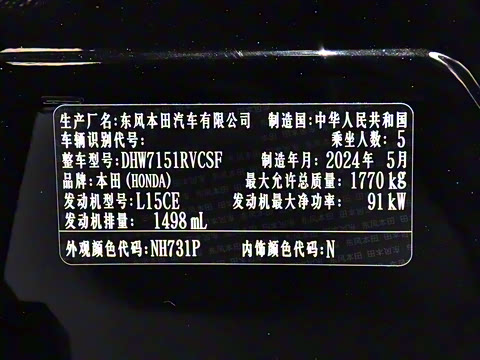 生产厂名:东风本田汽车有限公司 制造国:中华人民共和国
车辆识别代号: 乘坐人数: 5
整车型号:DHW7151RVCSF 制造年月: 2024年 5月
品牌:本田(HONDA) 最大允许总质量: 1770 kg
发动机型号:L15CE 发动机最大净功率: 91 kW
发动机排量: 1498 mL
外观颜色代码:NH731P 内饰颜色代码:N